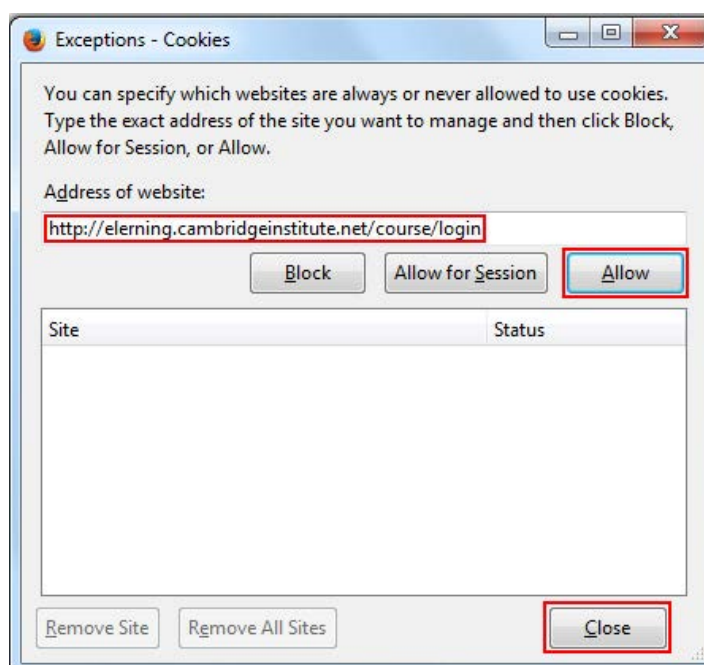 Exceptions - Cookies
You can specify which websites are always or never allowed to use cookies.
Type the exact address of the site you want to manage and then click Block,
Allow for Session, or Allow.
Address of website:
http://elerning.cambridgeinstitute.net/course/login
Block Allow for Session Allow
Site Status
Remove Site Remove All Sites Close